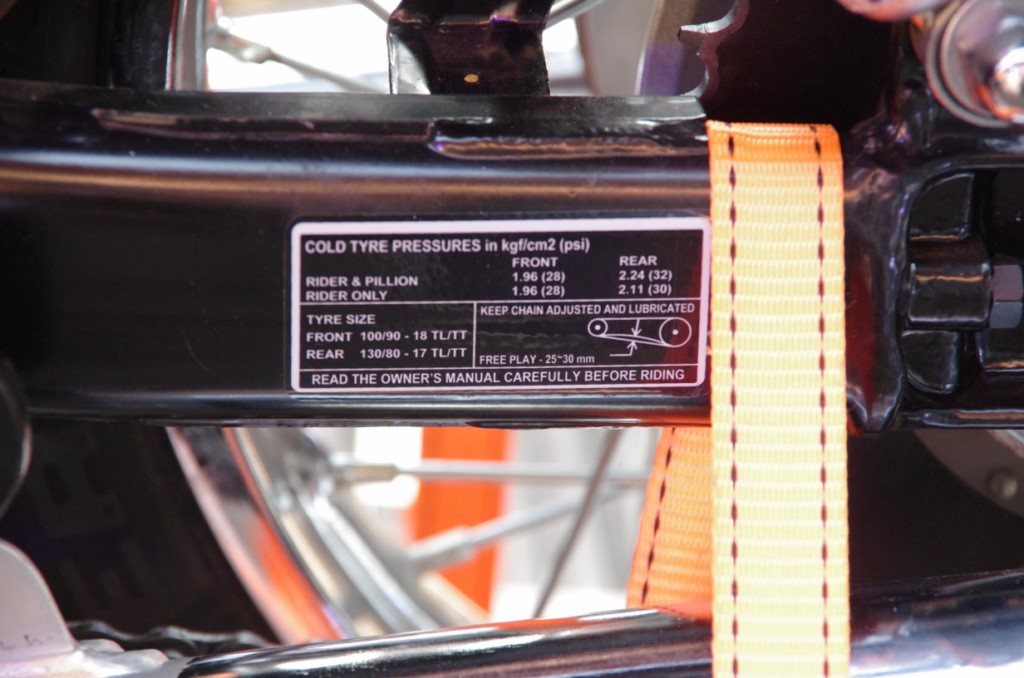 COLD TYRE PRESSURES in kgf/cm2 (psi)
FRONT REAR
RIDER & PILLION 1.96 (28) 2.24 (32)
RIDER ONLY 1.96 (28) 2.11 (30)
TYRE SIZE
FRONT 100/90 - 18 TL/TT
REAR 130/80 - 17 TL/TT
KEEP CHAIN ADJUSTED AND LUBRICATED
FREE PLAY - 25~30 mm
READ THE OWNER'S MANUAL CAREFULLY BEFORE RIDING